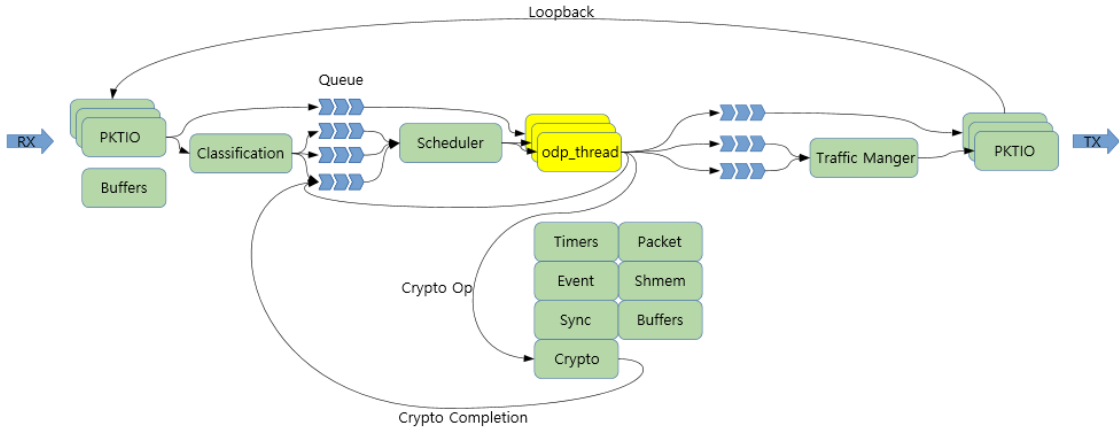 Loopback
Queue
RX
PKTIO
Classification
Buffers
Scheduler
odp_thread
Traffic Manger
PKTIO
TX
Timers
Packet
Event
Shmem
Sync
Buffers
Crypto
Crypto Op
Crypto Completion